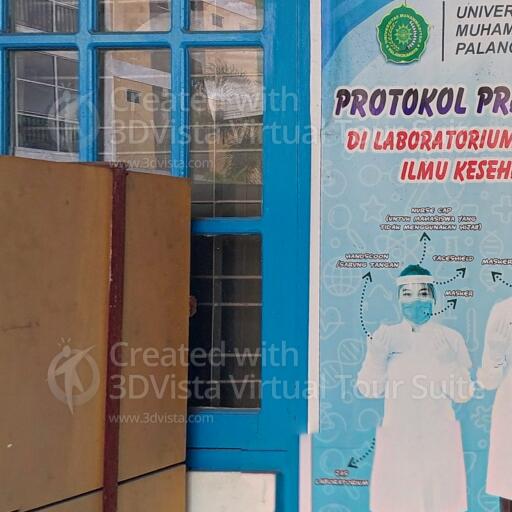 UNIVER
MUHAM
PALANG
PROTOKOL PR
DI LABORATORIUM
ILMU KESEH
NURSE CAP
(UNTUK MAHASISWA YANG
TIDAK MENGGUNAKAN HIJAB)
HANDSCOON
(SARUNG TANGAN
FACESHIELD
MASKER
MASKER
JAS
LABORATORIUM
Created with
3DVista Virtual Tour Suite
www.3dvista.com
Created with
3DVista Virtual Tour Suite
www.3dvista.com